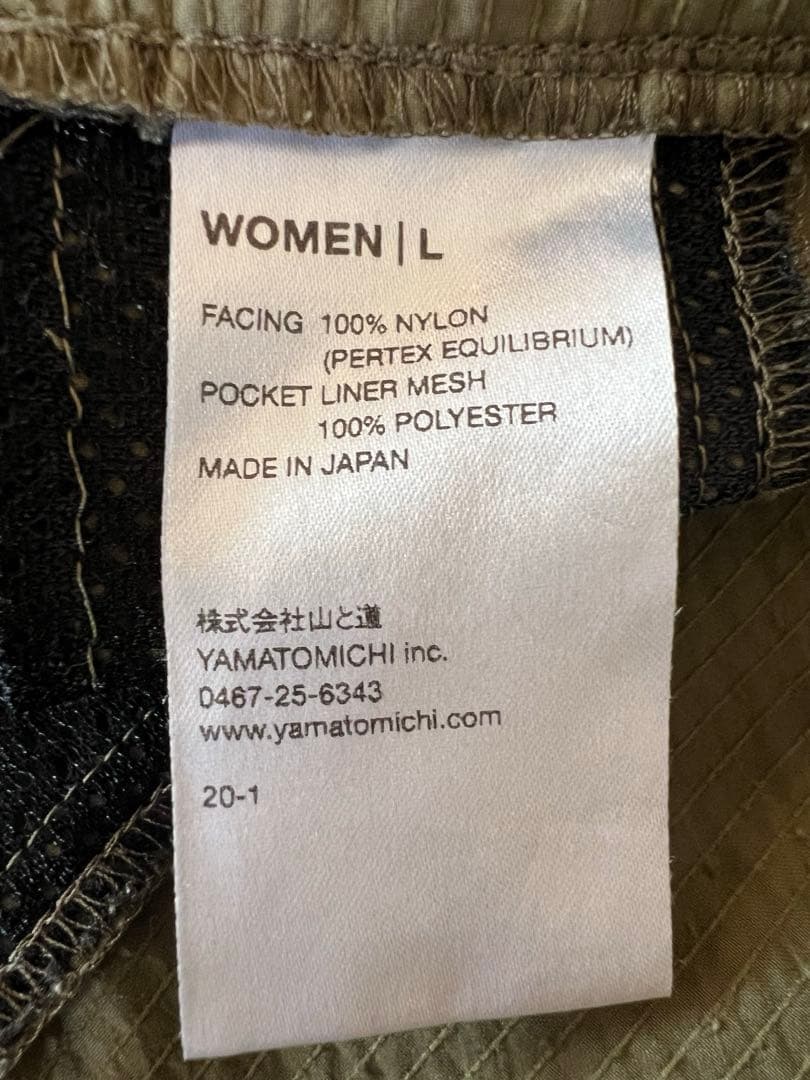 WOMEN | L
FACING 100% NYLON
(PERTEX EQUILIBRIUM)
POCKET LINER MESH
100% POLYESTER
MADE IN JAPAN
株式会社山と道
YAMATOMICHI inc.
0467-25-6343
www.yamatomichi.com
20-1